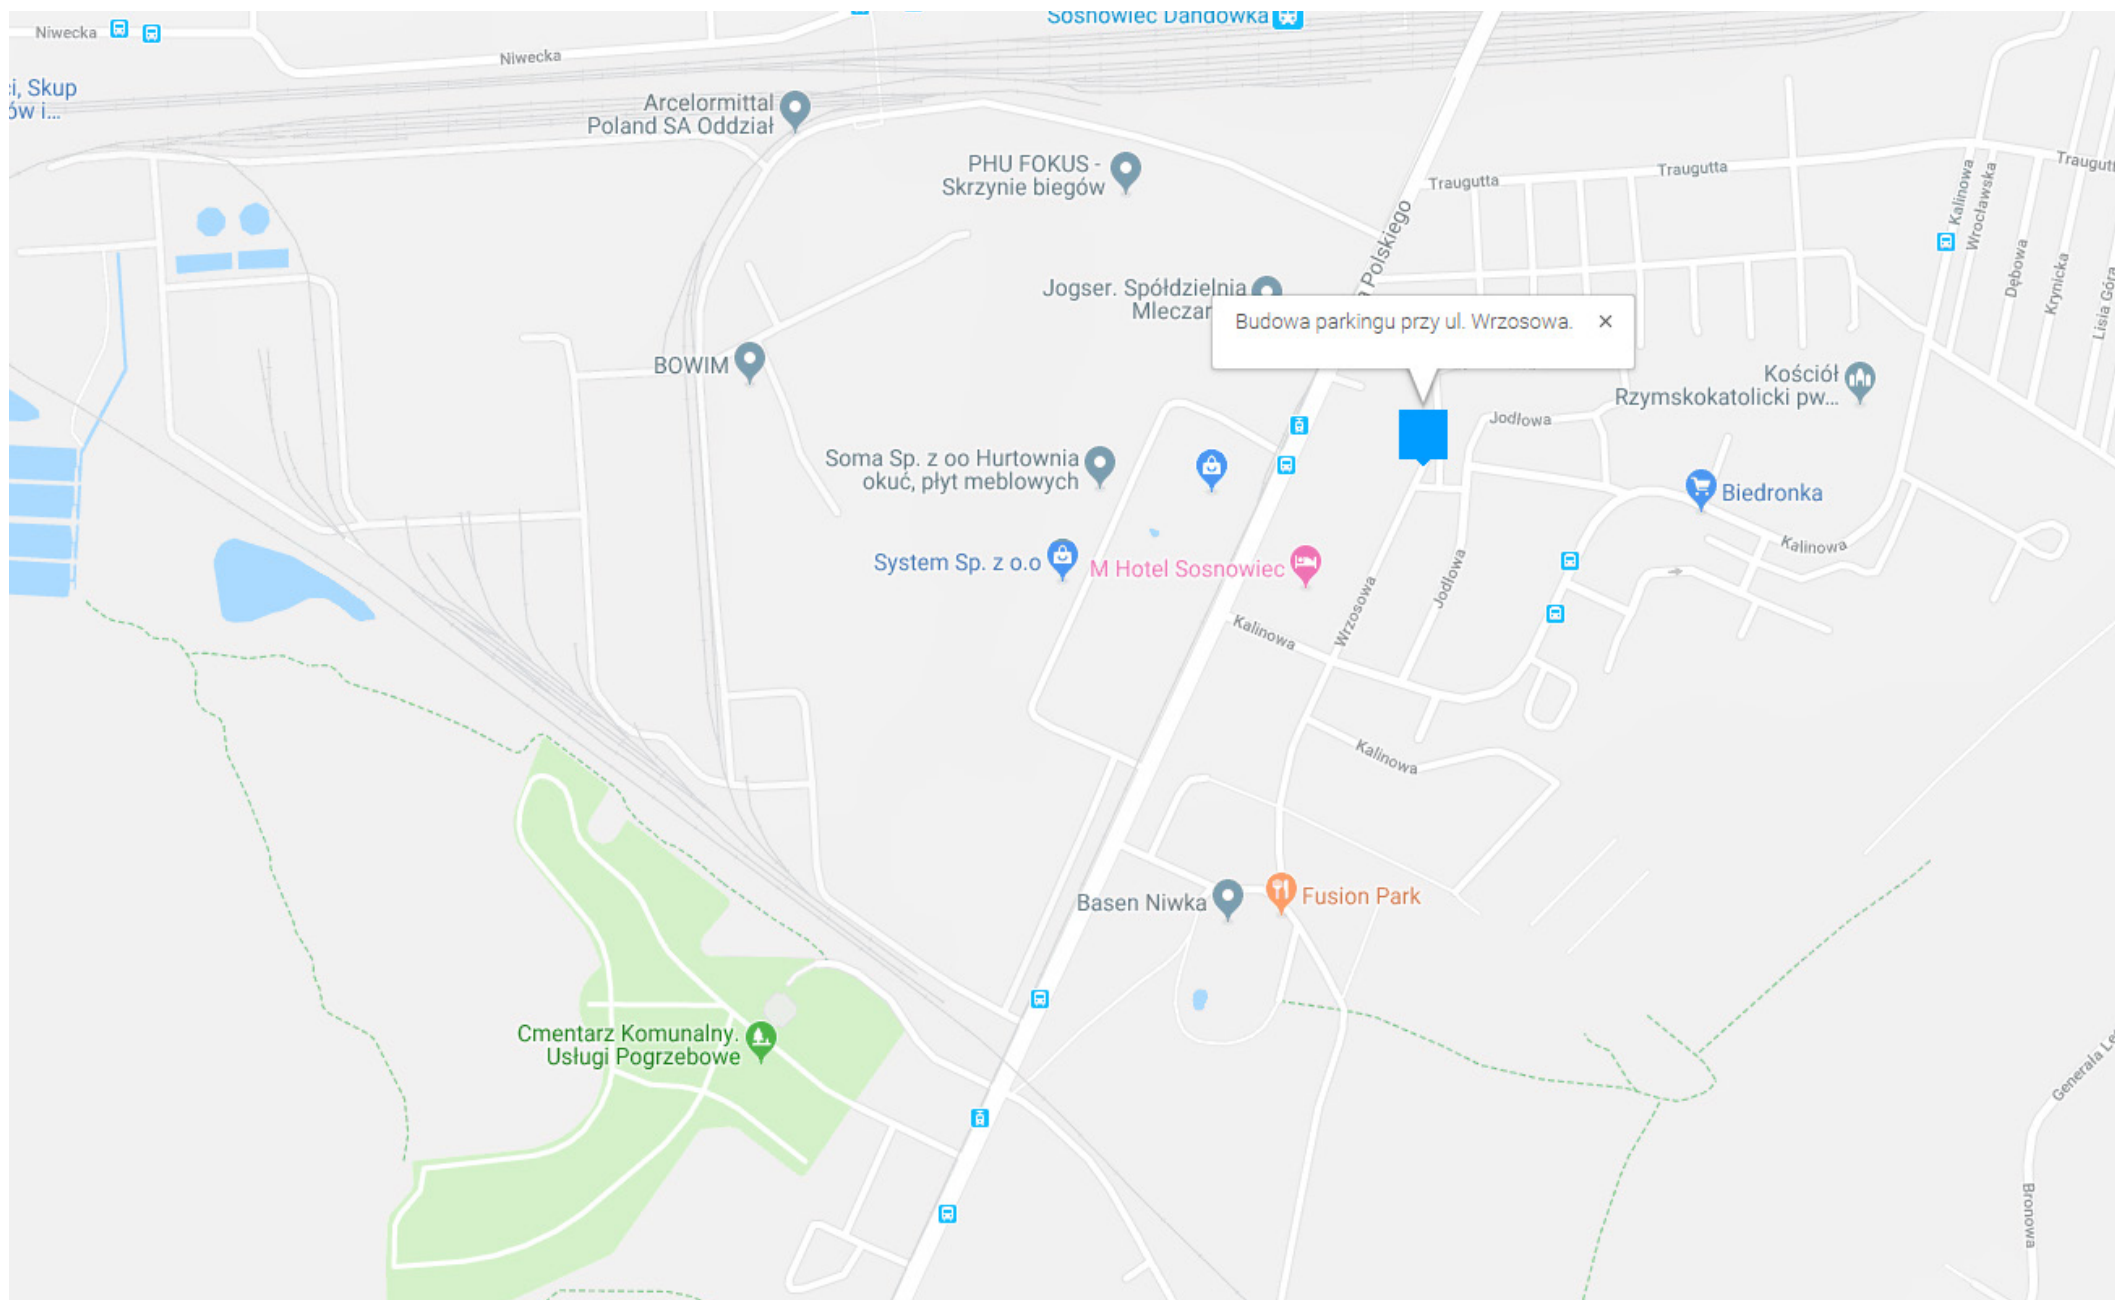 Sosnowiec Dandówka
Niwecka
Niwecka
i, Skup
ów i...
Arcelormittal
Poland SA Oddział
PHU FOKUS -
Skrzynie biegów
Traugutta
Traugutta
Traugutt
Kalinowa
Wrocławska
Dębowa
Krynicka
Lisia Góra
Polskiego
Jogser. Spółdzielnia
Mleczar
Budowa parkingu przy ul. Wrzosowa. ×
BOWIM
Kościół
Rzymskokatolicki pw...
Jodłowa
Soma Sp. z oo Hurtownia
okuć, płyt meblowych
Biedronka
Kalinowa
System Sp. z o.o
M Hotel Sosnowiec
Wrzosowa
Jodłowa
Kalinowa
Kalinowa
Basen Niwka
Fusion Park
Cmentarz Komunalny.
Usługi Pogrzebowe
Generała Le
Bronowa